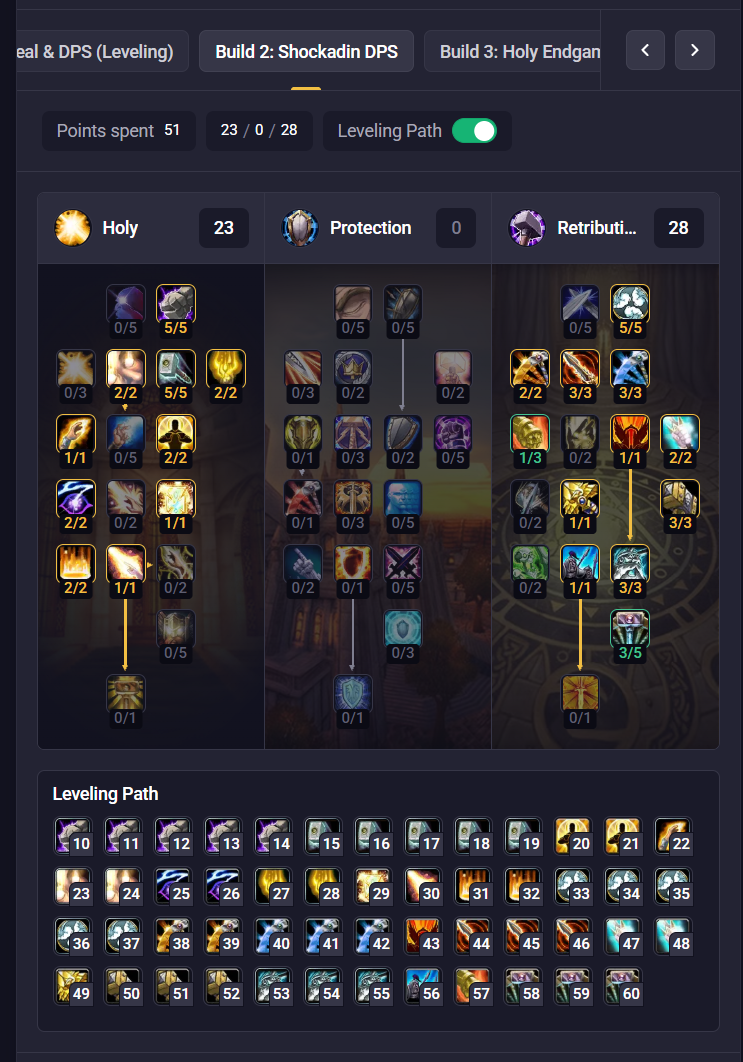 eal & DPS (Leveling) Build 2: Shockadin DPS Build 3: Holy Endgan
Points spent 51 23 / 0 / 28 Leveling Path
Holy 23 Protection 0 Retributi... 28
0/5 5/5 0/5 0/5 0/5 5/5
0/3 2/2 5/5 2/2 0/3 0/2 0/2 2/2 3/3 3/3
1/1 0/5 2/2 0/1 0/3 0/2 0/5 1/3 0/2 1/1 2/2
2/2 0/2 1/1 0/1 0/3 0/5 0/2 1/1 3/3
2/2 1/1 0/2 0/2 0/1 0/5 0/2 1/1 3/3
0/5 0/3 3/5
0/1 0/1 0/1
Leveling Path
10 11 12 13 14 15 16 17 18 19 20 21 22
23 24 25 26 27 28 29 30 31 32 33 34 35
36 37 38 39 40 41 42 43 44 45 46 47 48
49 50 51 52 53 54 55 56 57 58 59 60